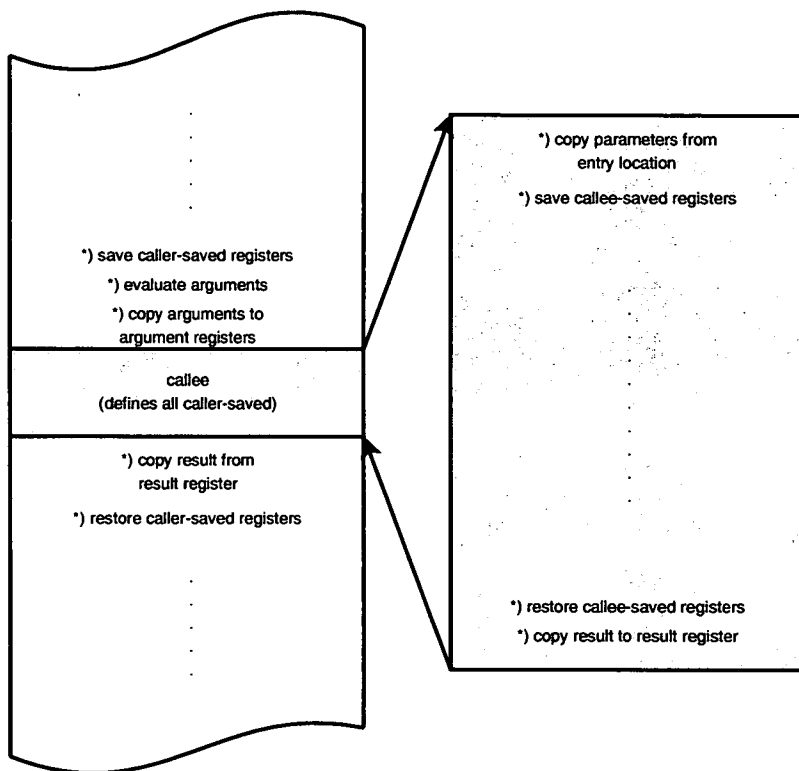 *) save caller-saved registers
*) evaluate arguments
*) copy arguments to
argument registers
callee
(defines all caller-saved)
*) copy result from
result register
*) restore caller-saved registers
*) copy parameters from
entry location
*) save callee-saved registers
*) restore callee-saved registers
*) copy result to result register